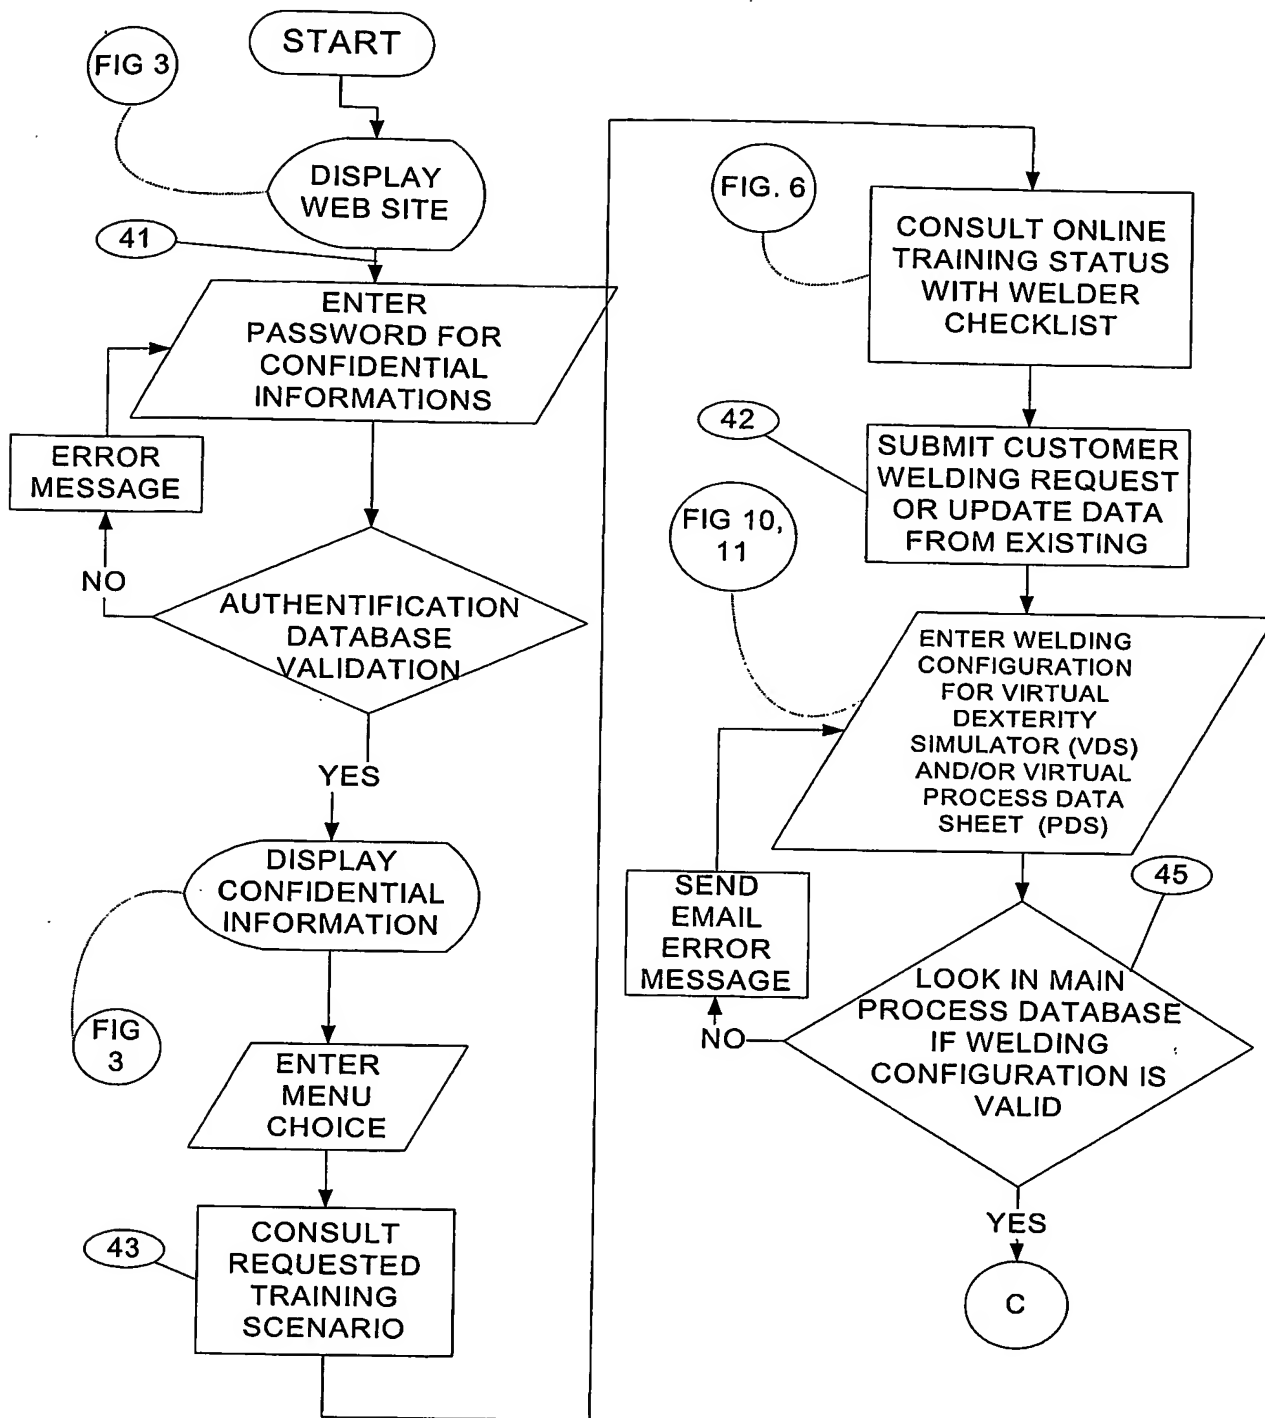 START
FIG 3
DISPLAY
WEB SITE
41
ENTER
PASSWORD FOR
CONFIDENTIAL
INFORMATIONS
ERROR
MESSAGE
NO
AUTHENTIFICATION
DATABASE
VALIDATION
YES
DISPLAY
CONFIDENTIAL
INFORMATION
FIG
3
ENTER
MENU
CHOICE
43
CONSULT
REQUESTED
TRAINING
SCENARIO
FIG. 6
CONSULT ONLINE
TRAINING STATUS
WITH WELDER
CHECKLIST
42
SUBMIT CUSTOMER
WELDING REQUEST
OR UPDATE DATA
FROM EXISTING
FIG 10,
11
ENTER WELDING
CONFIGURATION
FOR VIRTUAL
DEXTERITY
SIMULATOR (VDS)
AND/OR VIRTUAL
PROCESS DATA
SHEET (PDS)
SEND
EMAIL
ERROR
MESSAGE
45
LOOK IN MAIN
PROCESS DATABASE
IF WELDING
CONFIGURATION IS
VALID
NO
YES
C